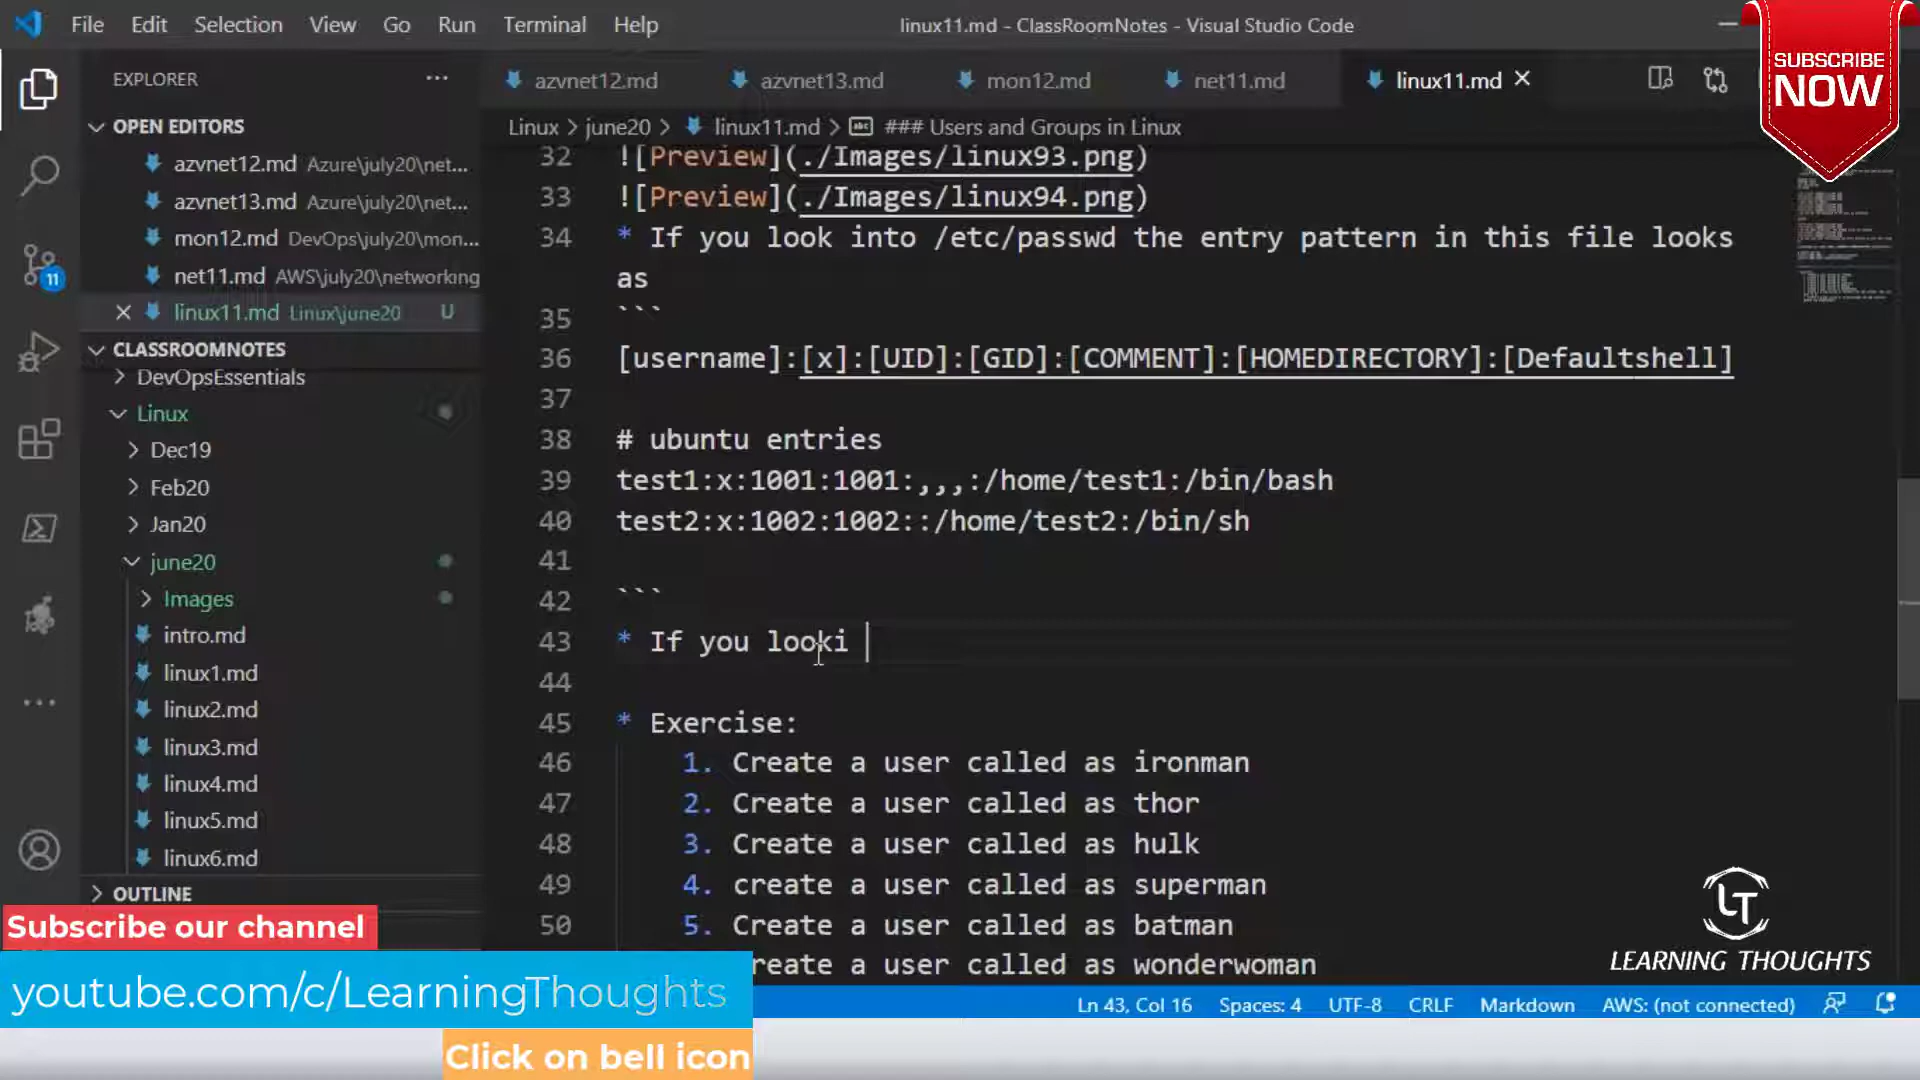 File Edit Selection View Go Run Terminal Help
linux11.md - ClassRoomNotes - Visual Studio Code
SUBSCRIBE
NOW
EXPLORER
azvnet12.md azvnet13.md mon12.md net11.md linux11.md
OPEN EDITORS
azvnet12.md Azure\july20\net...
azvnet13.md Azure\july20\net...
mon12.md DevOps\july20\mon...
net11.md AWS\july20\networking
linux11.md Linux\june20 U
CLASSROOMNOTES
DevOpsEssentials
Linux
Dec19
Feb20
Jan20
june20
Images
intro.md
linux1.md
linux2.md
linux3.md
linux4.md
linux5.md
linux6.md
OUTLINE
11
Linux > june20 > linux11.md > ### Users and Groups in Linux
32 ![Preview](./Images/linux93.png)
33 ![Preview](./Images/linux94.png)
34 * If you look into /etc/passwd the entry pattern in this file looks
as
35 ```
36 [username]:[x]:[UID]:[GID]:[COMMENT]:[HOMEDIRECTORY]:[Defaultshell]
37
38 # ubuntu entries
39 test1:x:1001:1001:,,,:/home/test1:/bin/bash
40 test2:x:1002:1002::/home/test2:/bin/sh
41
42 ```
43 * If you looki
44
45 * Exercise:
46 1. Create a user called as ironman
47 2. Create a user called as thor
48 3. Create a user called as hulk
49 4. create a user called as superman
50 5. Create a user called as batman
reate a user called as wonderwoman
LT
LEARNING THOUGHTS
Subscribe our channel
youtube.com/c/LearningThoughts
Click on bell icon
Ln 43, Col 16 Spaces: 4 UTF-8 CRLF Markdown AWS: (not connected)